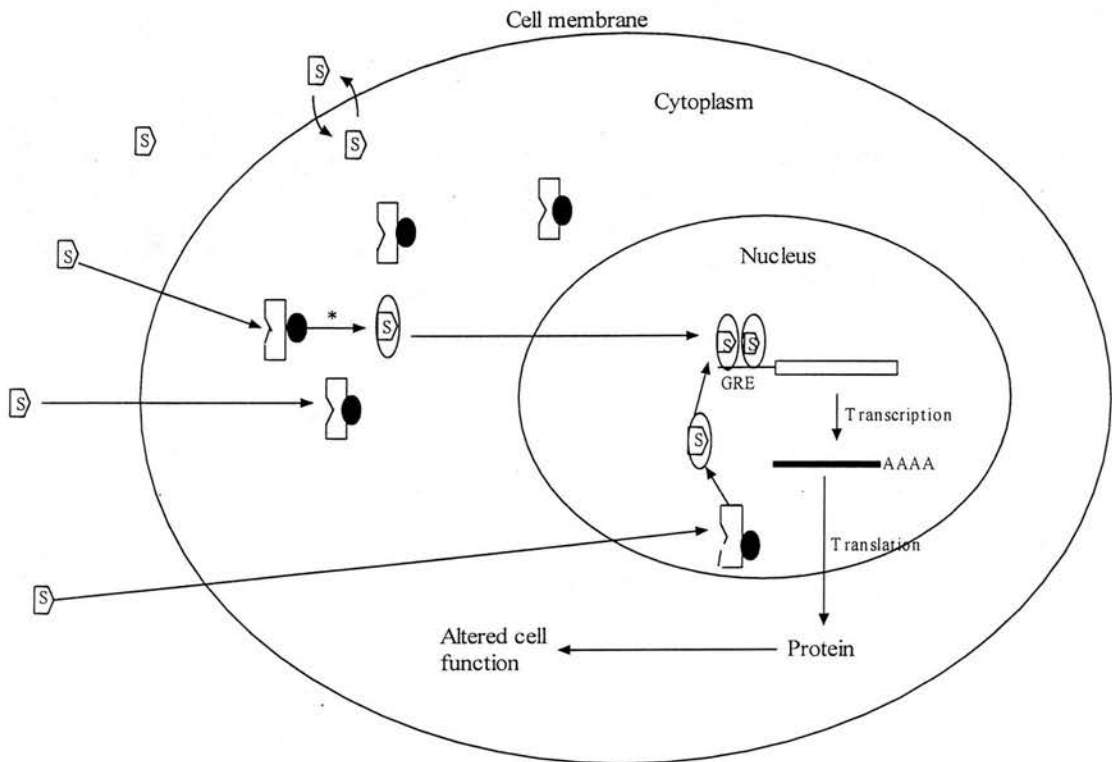 Cell membrane
S
Cytoplasm
S
S
S
Nucleus
*
S
S S
GRE
Transcription
S
S
AAAA
Translation
S
Altered cell
function
Protein